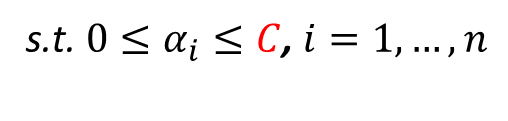 s.t. 0 ≤ αᵢ ≤ C, i = 1, ..., n